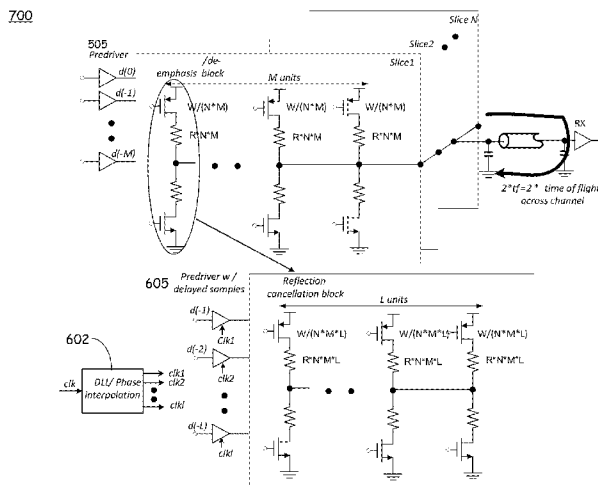 700
Slice N
Slice2
Slice1
505
Predriver
/de-
emphasis block
M units
d(0)
d(-1)
d(-M)
W/(N*M)
W/(N*M)
W/(N*M)
R*N*M
R*N*M
R*N*M
RX
2*tf=2* time of flight
across channel
605
Predriver w/
delayed samples
Reflection
cancellation block
L units
d(-1)
Clk1
d(-2)
clk2
d(-L)
clkl
W/(N*M*L)
W/(N*M*L)
W/(N*M*L)
R*N*M*L
R*N*M*L
R*N*M*L
602
clk
DLL/ Phase
interpolation
clk1
clk2
clkl